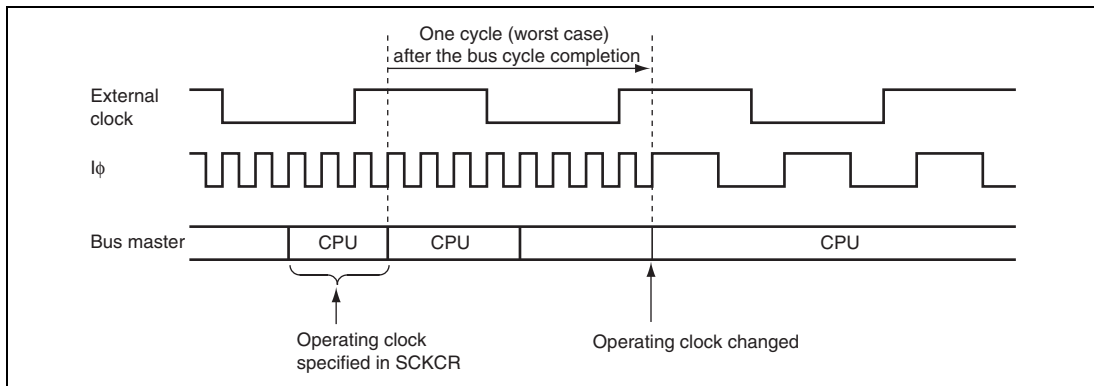 One cycle (worst case)
after the bus cycle completion
External
clock
Iϕ
Bus master
CPU
CPU
CPU
Operating clock
specified in SCKCR
Operating clock changed